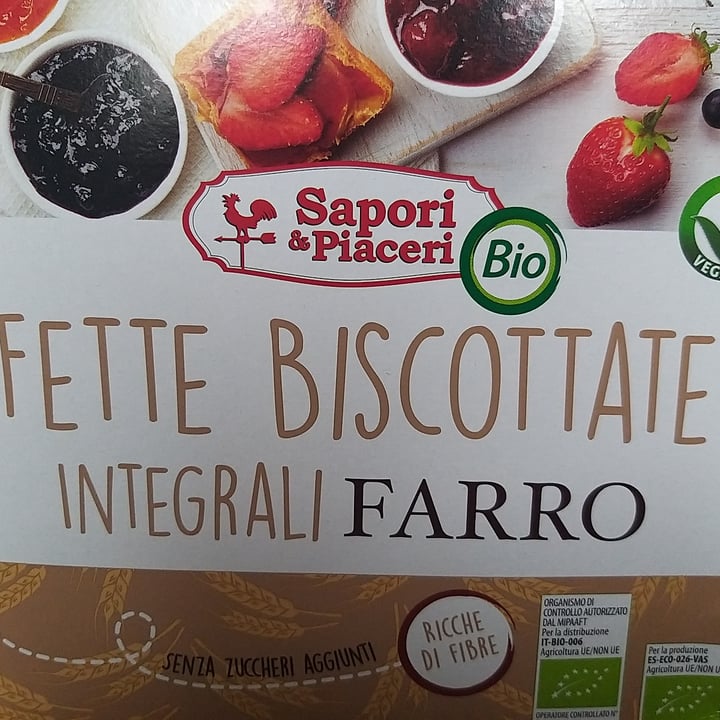 Sapori
& Piaceri
Bio
FETTE BISCOTTATE
INTEGRALI FARRO
SENZA ZUCCHERI AGGIUNTI
RICCHE
DI FIBRE
ORGANISMO DI
CONTROLLO AUTORIZZATO
DAL MIPAAFT
Per la distribuzione
IT-BIO-006
Agricoltura UE/NON UE
OPERATORE CONTROLLATO N°
Per la produzione
ES-ECO-026-VAS
Agricoltura UE/NON U